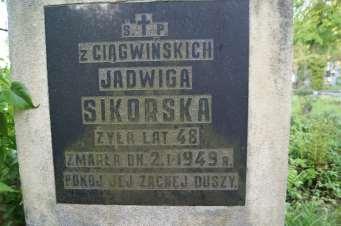 Ś P
z CIĄGWIŃSKICH
JADWIGA
SIKORSKA
ŻYŁA LAT 48
ZMARŁA DN. 2.I 1949 R.
POKÓJ JEJ ZACNEJ DUSZY.